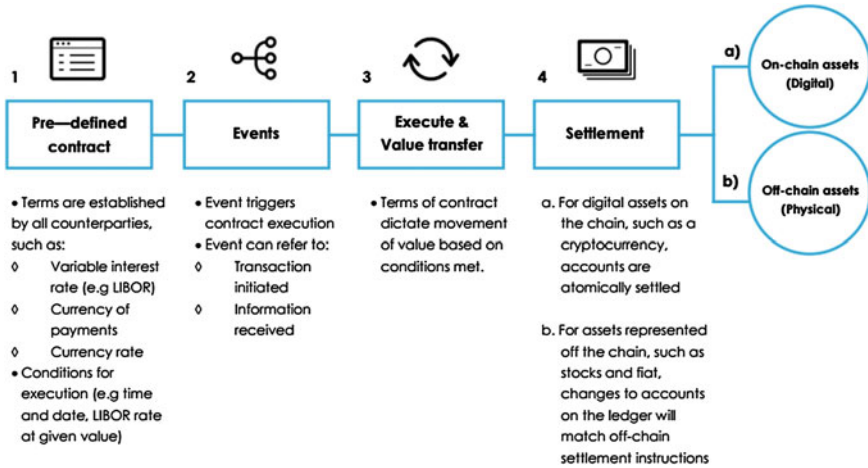 1
Pre—defined
contract
• Terms are established
by all counterparties,
such as:
◊ Variable interest
rate (e.g LIBOR)
◊ Currency of
payments
◊ Currency rate
• Conditions for
execution (e.g time
and date, LIBOR rate
at given value)
2
Events
• Event triggers
contract execution
• Event can refer to:
◊ Transaction
initiated
◊ Information
received
3
Execute &
Value transfer
• Terms of contract
dictate movement
of value based on
conditions met.
4
Settlement
a. For digital assets on
the chain, such as a
cryptocurrency,
accounts are
atomically settled
b. For assets represented
off the chain, such as
stocks and fiat,
changes to accounts
on the ledger will
match off-chain
settlement instructions
a)
On-chain assets
(Digital)
b)
Off-chain assets
(Physical)